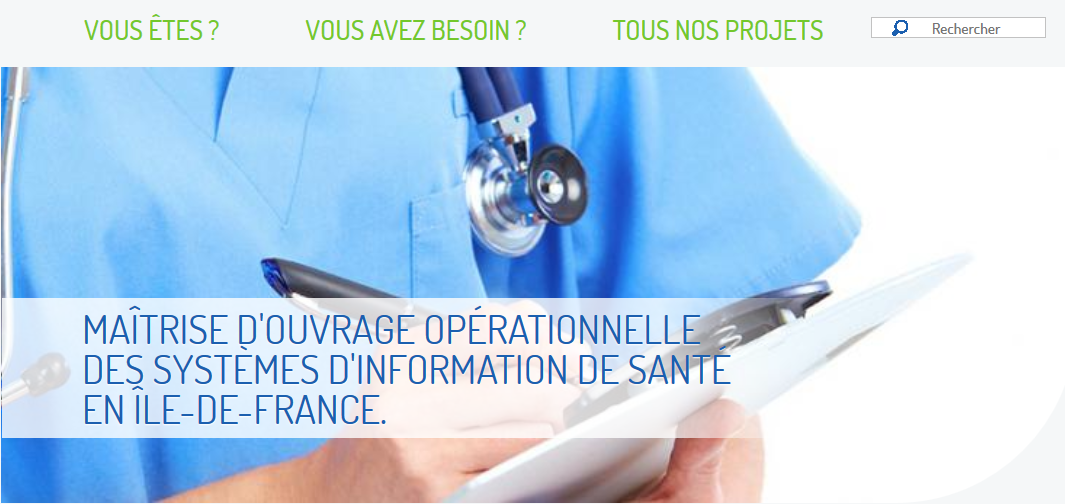 VOUS ÊTES ? VOUS AVEZ BESOIN ? TOUS NOS PROJETS Rechercher
MAÎTRISE D'OUVRAGE OPÉRATIONNELLE
DES SYSTÈMES D'INFORMATION DE SANTÉ
EN ÎLE-DE-FRANCE.